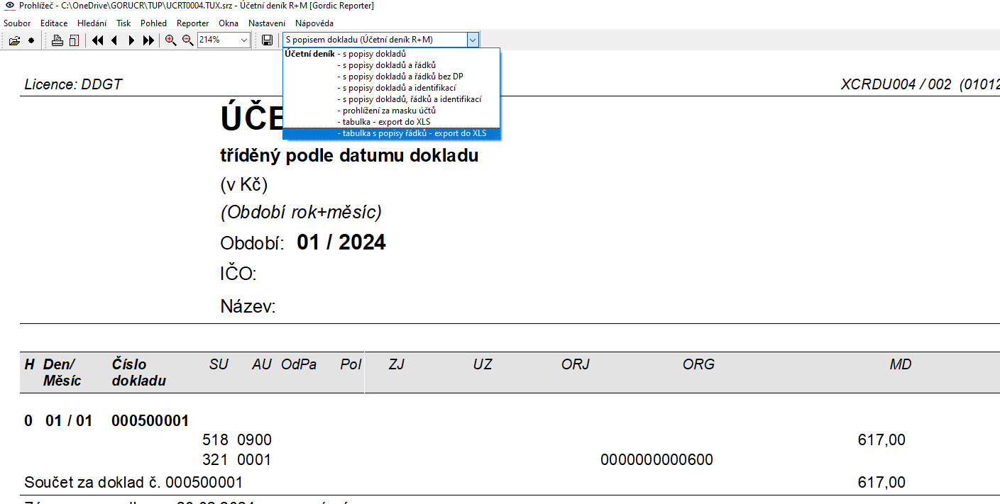 Prohlížeč - C:\OneDrive\GORUCR\TUP\UCRT0004.TUX.srz - Účetní deník R+M [Gordic Reporter]
Soubor Editace Hledání Tisk Pohled Reporter Okna Nastavení Nápověda
214% S popisem dokladu (Účetní deník R+M)
Účetní deník - s popisy dokladů
- s popisy dokladů a řádků
- s popisy dokladů a řádků bez DP
- s popisy dokladů a identifikací
- s popisy dokladů, řádků a identifikací
- prohlížení za masku účtů
- tabulka - export do XLS
- tabulka s popisy řádků - export do XLS
Licence: DDGT XCRDU004 / 002 (01012
ÚČE
tříděný podle datumu dokladu
(v Kč)
(Období rok+měsíc)
Období: 01 / 2024
IČO:
Název:
H Den/ Číslo SU AU OdPa Pol ZJ UZ ORJ ORG MD
Měsíc dokladu
0 01 / 01 000500001
518 0900 617,00
321 0001 0000000000600
Součet za doklad č. 000500001 617,00